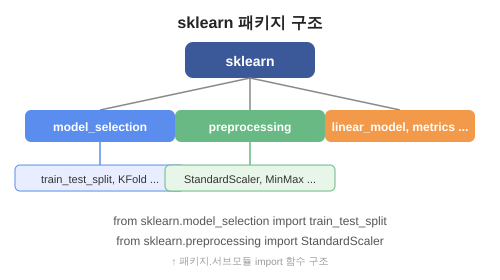 sklearn 패키지 구조
sklearn
model_selection
preprocessing
linear_model, metrics ...
train_test_split, KFold ...
StandardScaler, MinMax ...
from sklearn.model_selection import train_test_split
from sklearn.preprocessing import StandardScaler
↑ 패키지.서브모듈 import 함수 구조